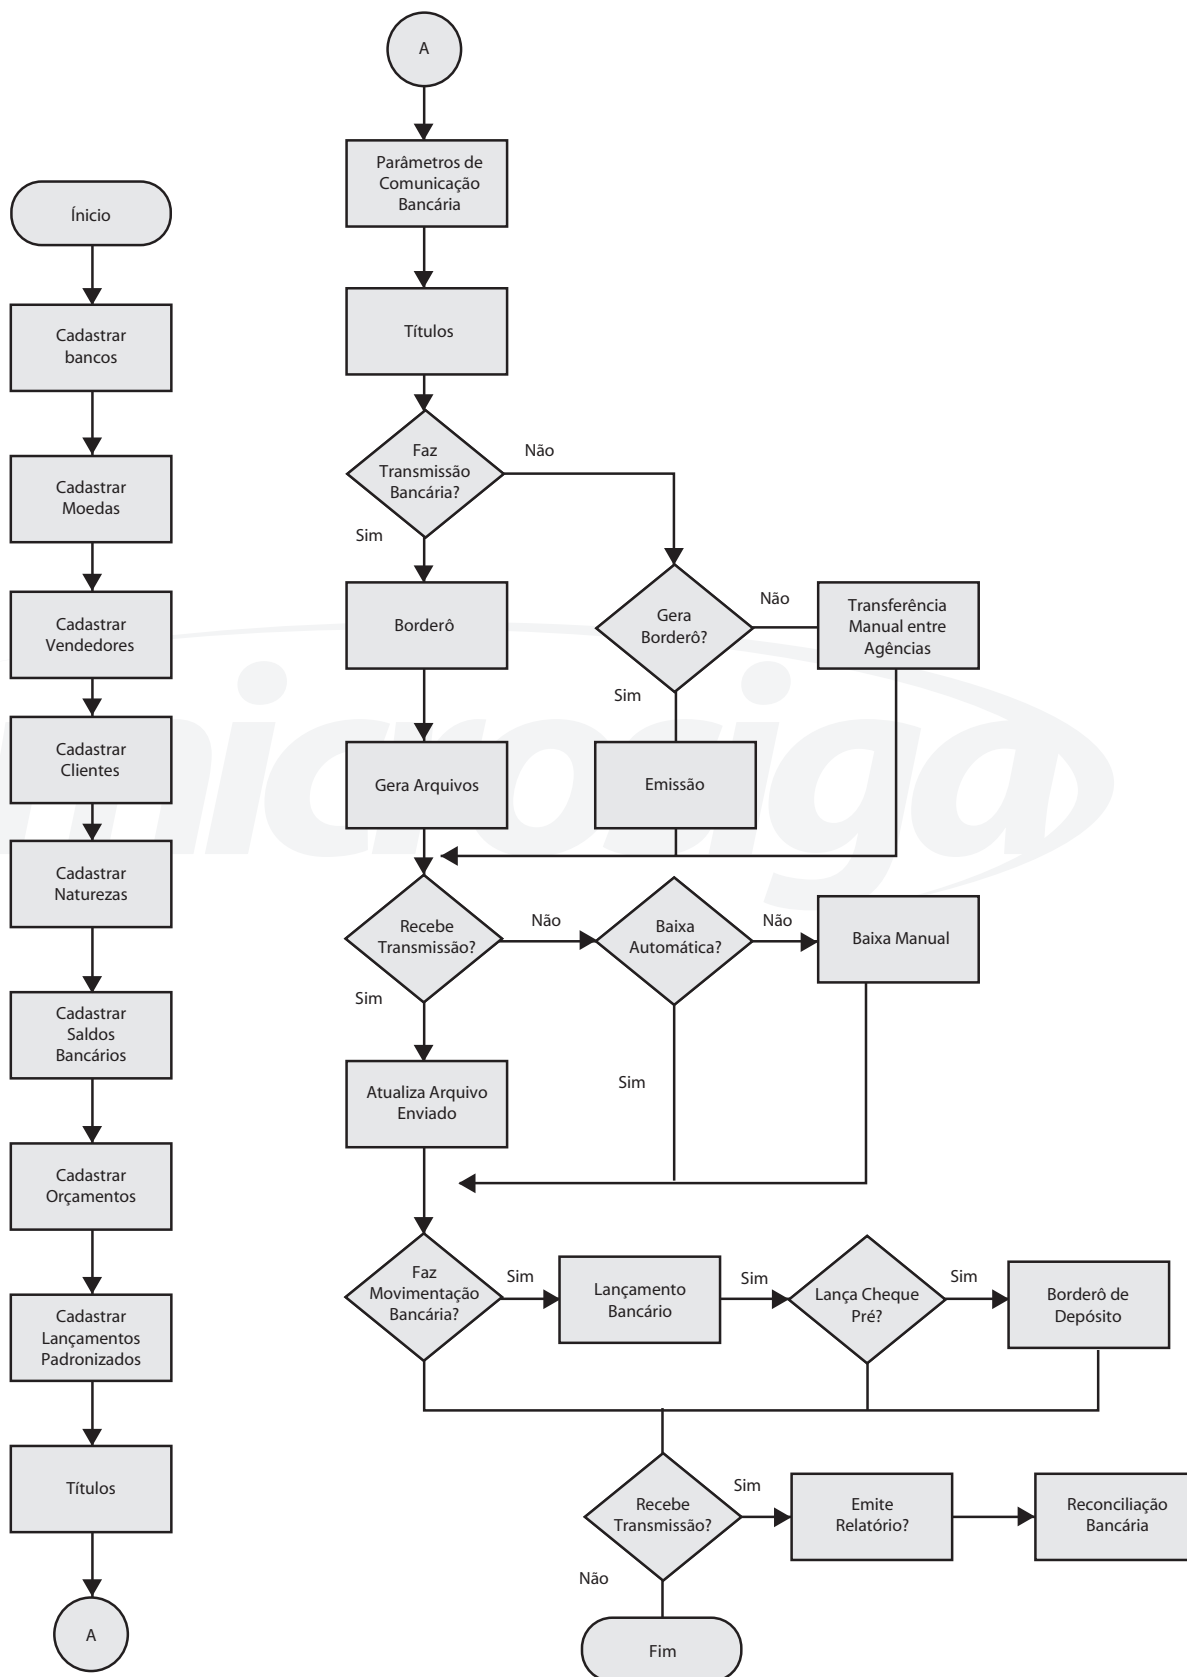 Ínicio
Cadastrar
bancos
Cadastrar
Moedas
Cadastrar
Vendedores
Cadastrar
Clientes
Cadastrar
Naturezas
Cadastrar
Saldos
Bancários
Cadastrar
Orçamentos
Cadastrar
Lançamentos
Padronizados
Títulos
A
A
Parâmetros de
Comunicação
Bancária
Títulos
Faz
Transmissão
Bancária?
Não
Sim
Borderô
Gera
Borderô?
Não
Transferência
Manual entre
Agências
Sim
Gera Arquivos
Emissão
Recebe
Transmissão?
Não
Baixa
Automática?
Não
Baixa Manual
Sim
Sim
Atualiza Arquivo
Enviado
Faz
Movimentação
Bancária?
Sim
Lançamento
Bancário
Sim
Lança Cheque
Pré?
Sim
Borderô de
Depósito
Recebe
Transmissão?
Sim
Emite
Relatório?
Reconciliação
Bancária
Não
Fim
microsiga